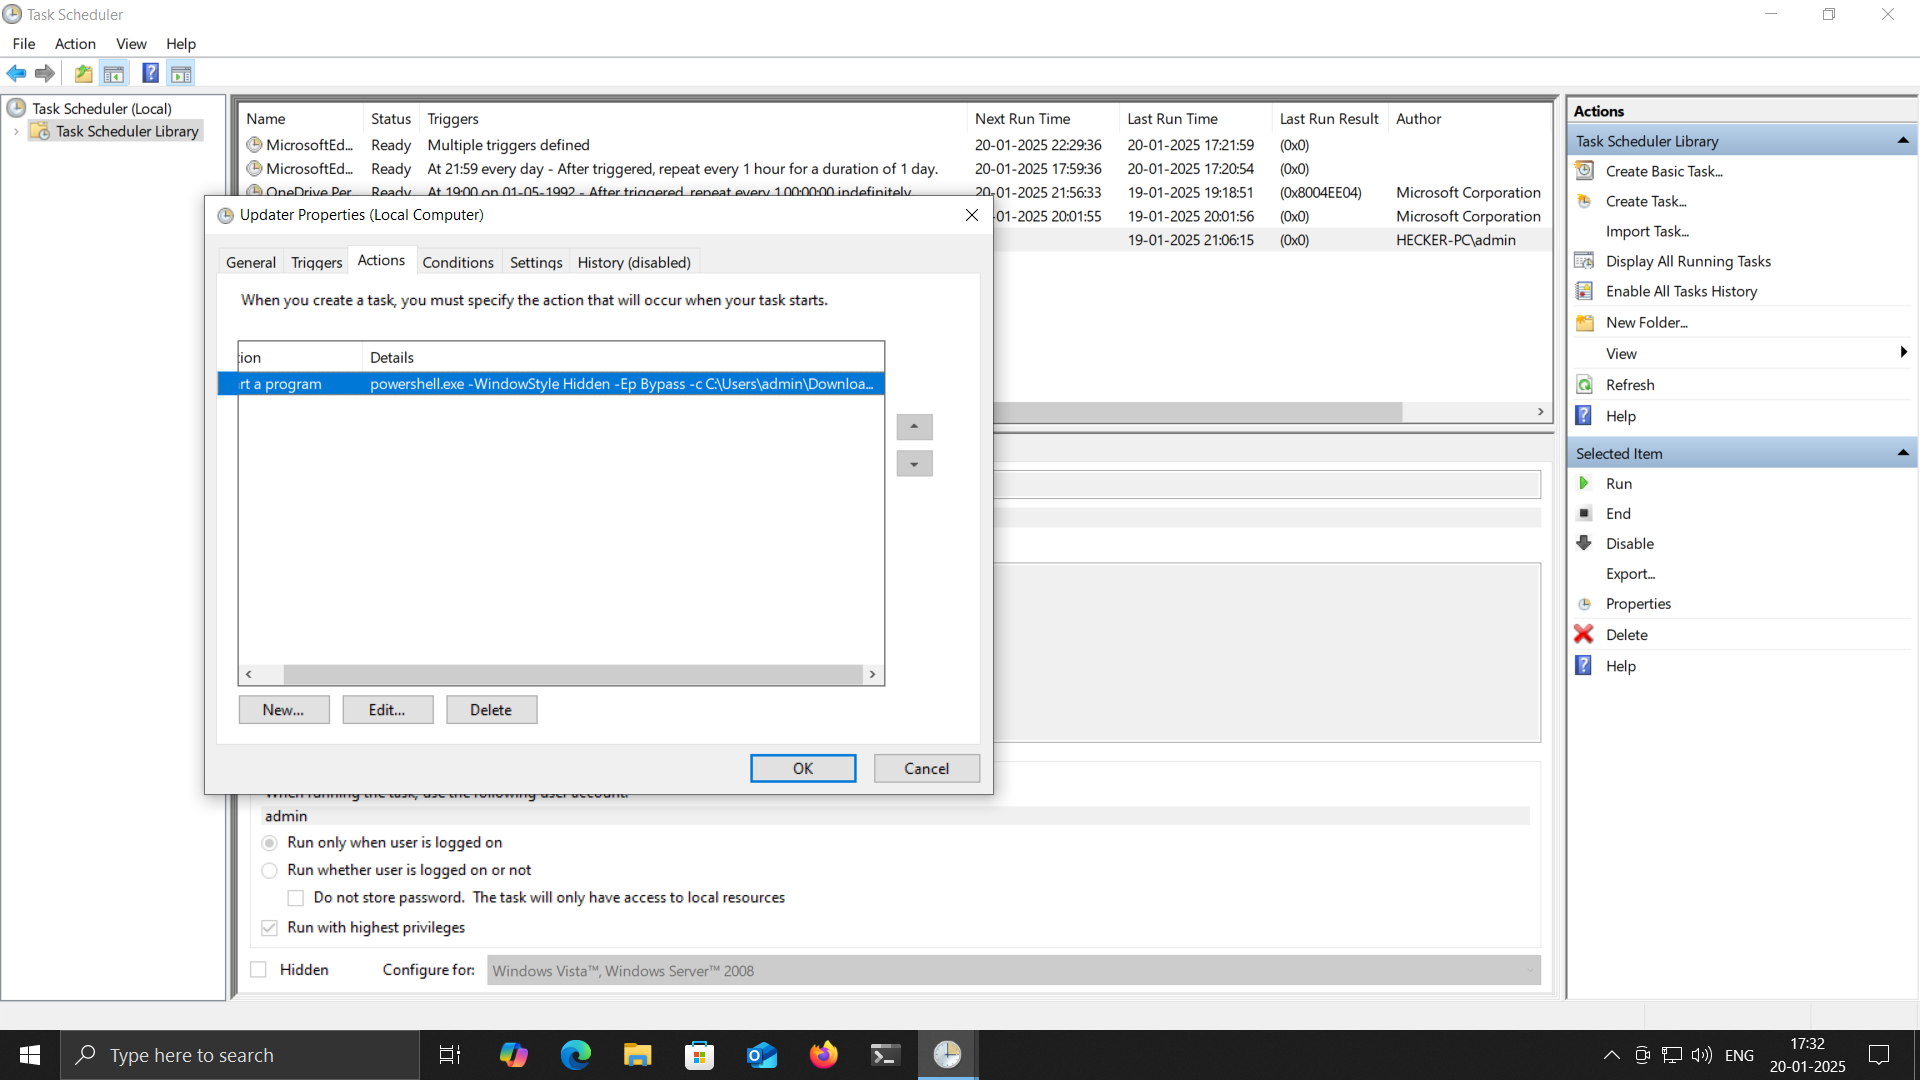 Task Scheduler
File Action View Help
Task Scheduler (Local)
Task Scheduler Library
Name Status Triggers Next Run Time Last Run Time Last Run Result Author
MicrosoftEd... Ready Multiple triggers defined 20-01-2025 22:29:36 20-01-2025 17:21:59 (0x0)
MicrosoftEd... Ready At 21:59 every day - After triggered, repeat every 1 hour for a duration of 1 day. 20-01-2025 17:59:36 20-01-2025 17:20:54 (0x0)
OneDrive Per... Ready At 19:00 on 01-05-1992 - After triggered, repeat every 1.00:00:00 indefinitely. 20-01-2025 21:56:33 19-01-2025 19:18:51 (0x8004EE04) Microsoft Corporation
-01-2025 20:01:55 19-01-2025 20:01:56 (0x0) Microsoft Corporation
19-01-2025 21:06:15 (0x0) HECKER-PC\admin
Updater Properties (Local Computer)
General Triggers Actions Conditions Settings History (disabled)
When you create a task, you must specify the action that will occur when your task starts.
ion Details
rt a program powershell.exe -WindowStyle Hidden -Ep Bypass -c C:\Users\admin\Downloa...
New... Edit... Delete
OK Cancel
When running the task, use the following user account:
admin
Run only when user is logged on
Run whether user is logged on or not
Do not store password. The task will only have access to local resources
Run with highest privileges
Hidden Configure for: Windows Vista™, Windows Server™ 2008
Actions
Task Scheduler Library
Create Basic Task...
Create Task...
Import Task...
Display All Running Tasks
Enable All Tasks History
New Folder...
View
Refresh
Help
Selected Item
Run
End
Disable
Export...
Properties
Delete
Help
Type here to search
ENG
17:32
20-01-2025